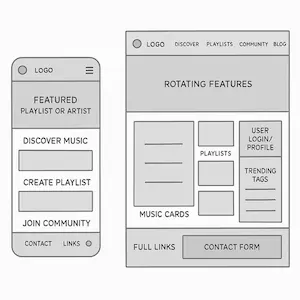 LOGO
FEATURED
PLAYLIST OR ARTIST
DISCOVER MUSIC
CREATE PLAYLIST
JOIN COMMUNITY
CONTACT LINKS
LOGO DISCOVER PLAYLISTS COMMUNITY BLOG
ROTATING FEATURES
MUSIC CARDS
PLAYLISTS
USER
LOGIN/
PROFILE
TRENDING
TAGS
FULL LINKS
CONTACT FORM